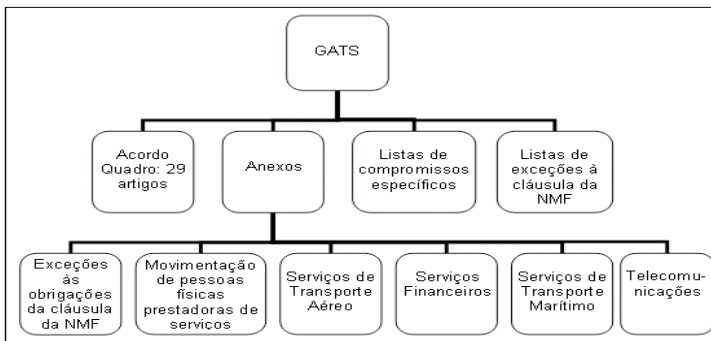 GATS
Acordo
Quadro: 29
artigos
Anexos
Listas de
compromissos
específicos
Listas de
exceções à
cláusula da
NMF
Exceções
às
obrigações
da cláusula
da NMF
Movimentação
de pessoas
físicas
prestadoras de
serviços
Serviços de
Transporte
Aéreo
Serviços
Financeiros
Serviços de
Transporte
Marítimo
Telecomu-
nicações